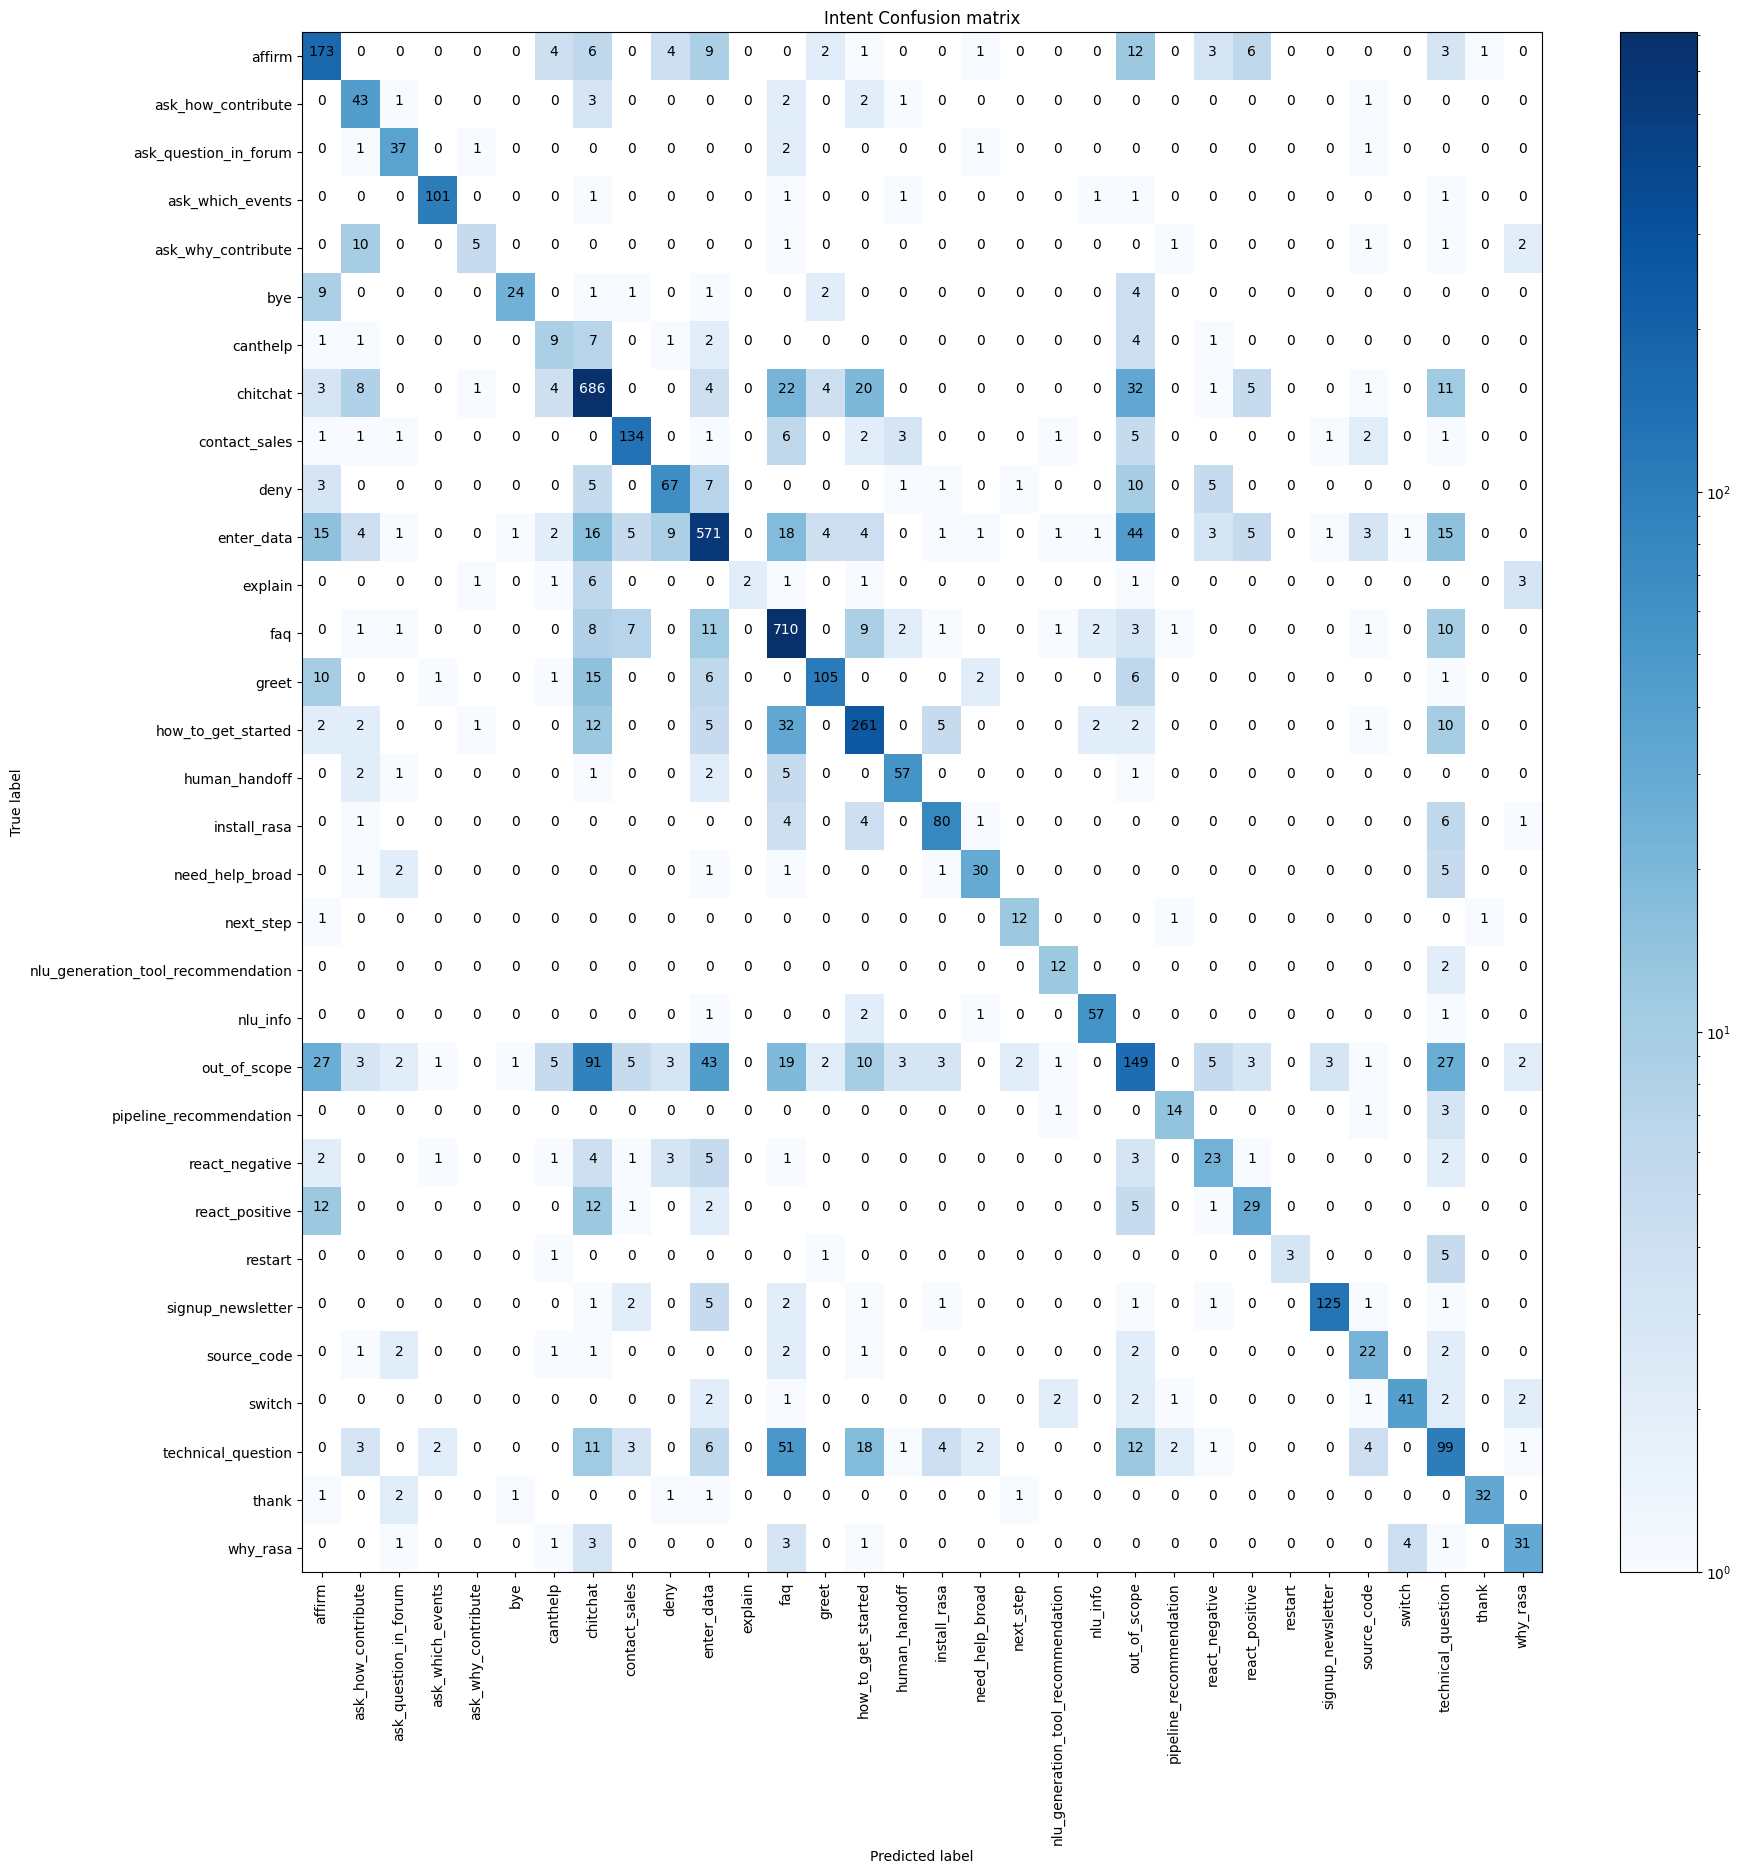 Intent Confusion matrix
affirm 173 0 0 0 0 0 4 6 0 4 9 0 0 2 1 0 0 1 0 0 0 12 0 3 6 0 0 0 0 3 1 0
ask_how_contribute 0 43 1 0 0 0 0 3 0 0 0 0 2 0 2 1 0 0 0 0 0 0 0 0 0 0 0 1 0 0 0 0
ask_question_in_forum 0 1 37 0 1 0 0 0 0 0 0 0 2 0 0 0 0 1 0 0 0 0 0 0 0 0 0 1 0 0 0 0
ask_which_events 0 0 0 101 0 0 0 1 0 0 0 0 1 0 0 1 0 0 0 0 1 1 0 0 0 0 0 0 0 1 0 0
ask_why_contribute 0 10 0 0 5 0 0 0 0 0 0 0 1 0 0 0 0 0 0 0 0 0 1 0 0 0 0 1 0 1 0 2
bye 9 0 0 0 0 24 0 1 1 0 1 0 0 2 0 0 0 0 0 0 0 4 0 0 0 0 0 0 0 0 0 0
canthelp 1 1 0 0 0 0 9 7 0 1 2 0 0 0 0 0 0 0 0 0 0 4 0 1 0 0 0 0 0 0 0 0
chitchat 3 8 0 0 1 0 4 686 0 0 4 0 22 4 20 0 0 0 0 0 0 32 0 1 5 0 0 1 0 11 0 0
contact_sales 1 1 1 0 0 0 0 0 134 0 1 0 6 0 2 3 0 0 0 1 0 5 0 0 0 0 1 2 0 1 0 0
deny 3 0 0 0 0 0 0 5 0 67 7 0 0 0 0 1 1 0 1 0 0 10 0 5 0 0 0 0 0 0 0 0
enter_data 15 4 1 0 0 1 2 16 5 9 571 0 18 4 4 0 1 1 0 1 1 44 0 3 5 0 1 3 1 15 0 0
explain 0 0 0 0 1 0 1 6 0 0 0 2 1 0 1 0 0 0 0 0 0 1 0 0 0 0 0 0 0 0 0 3
faq 0 1 1 0 0 0 0 8 7 0 11 0 710 0 9 2 1 0 0 1 2 3 1 0 0 0 0 1 0 10 0 0
greet 10 0 0 1 0 0 1 15 0 0 6 0 0 105 0 0 0 2 0 0 0 6 0 0 0 0 0 0 0 1 0 0
how_to_get_started 2 2 0 0 1 0 0 12 0 0 5 0 32 0 261 0 5 0 0 0 2 2 0 0 0 0 0 1 0 10 0 0
human_handoff 0 2 1 0 0 0 0 1 0 0 2 0 5 0 0 57 0 0 0 0 0 1 0 0 0 0 0 0 0 0 0 0
install_rasa 0 1 0 0 0 0 0 0 0 0 0 0 4 0 4 0 80 1 0 0 0 0 0 0 0 0 0 0 0 6 0 1
need_help_broad 0 1 2 0 0 0 0 0 0 0 1 0 1 0 0 0 1 30 0 0 0 0 0 0 0 0 0 0 0 5 0 0
next_step 1 0 0 0 0 0 0 0 0 0 0 0 0 0 0 0 0 0 12 0 0 0 1 0 0 0 0 0 0 0 1 0
nlu_generation_tool_recommendation 0 0 0 0 0 0 0 0 0 0 0 0 0 0 0 0 0 0 0 12 0 0 0 0 0 0 0 0 0 2 0 0
nlu_info 0 0 0 0 0 0 0 0 0 0 1 0 0 0 2 0 0 1 0 0 57 0 0 0 0 0 0 0 0 1 0 0
out_of_scope 27 3 2 1 0 1 5 91 5 3 43 0 19 2 10 3 3 0 2 1 0 149 0 5 3 0 3 1 0 27 0 2
pipeline_recommendation 0 0 0 0 0 0 0 0 0 0 0 0 0 0 0 0 0 0 0 1 0 0 14 0 0 0 0 1 0 3 0 0
react_negative 2 0 0 1 0 0 1 4 1 3 5 0 1 0 0 0 0 0 0 0 0 3 0 23 1 0 0 0 0 2 0 0
react_positive 12 0 0 0 0 0 0 12 1 0 2 0 0 0 0 0 0 0 0 0 0 5 0 1 29 0 0 0 0 0 0 0
restart 0 0 0 0 0 0 1 0 0 0 0 0 0 1 0 0 0 0 0 0 0 0 0 0 0 3 0 0 0 5 0 0
signup_newsletter 0 0 0 0 0 0 0 1 2 0 5 0 2 0 1 0 1 0 0 0 0 1 0 1 0 0 125 1 0 1 0 0
source_code 0 1 2 0 0 0 1 1 0 0 0 0 2 0 1 0 0 0 0 0 0 2 0 0 0 0 0 22 0 2 0 0
switch 0 0 0 0 0 0 0 0 0 0 2 0 1 0 0 0 0 0 0 2 0 2 1 0 0 0 0 1 41 2 0 2
technical_question 0 3 0 2 0 0 0 11 3 0 6 0 51 0 18 1 4 2 0 0 0 12 2 1 0 0 0 4 0 99 0 1
thank 1 0 2 0 0 1 0 0 0 1 1 0 0 0 0 0 0 0 1 0 0 0 0 0 0 0 0 0 0 0 32 0
why_rasa 0 0 1 0 0 0 1 3 0 0 0 0 3 0 1 0 0 0 0 0 0 0 0 0 0 0 0 0 4 1 0 31
True label
affirm
ask_how_contribute
ask_question_in_forum
ask_which_events
ask_why_contribute
bye
canthelp
chitchat
contact_sales
deny
enter_data
explain
faq
greet
how_to_get_started
human_handoff
install_rasa
need_help_broad
next_step
nlu_generation_tool_recommendation
nlu_info
out_of_scope
pipeline_recommendation
react_negative
react_positive
restart
signup_newsletter
source_code
switch
technical_question
thank
why_rasa
Predicted label
10²
10¹
10⁰